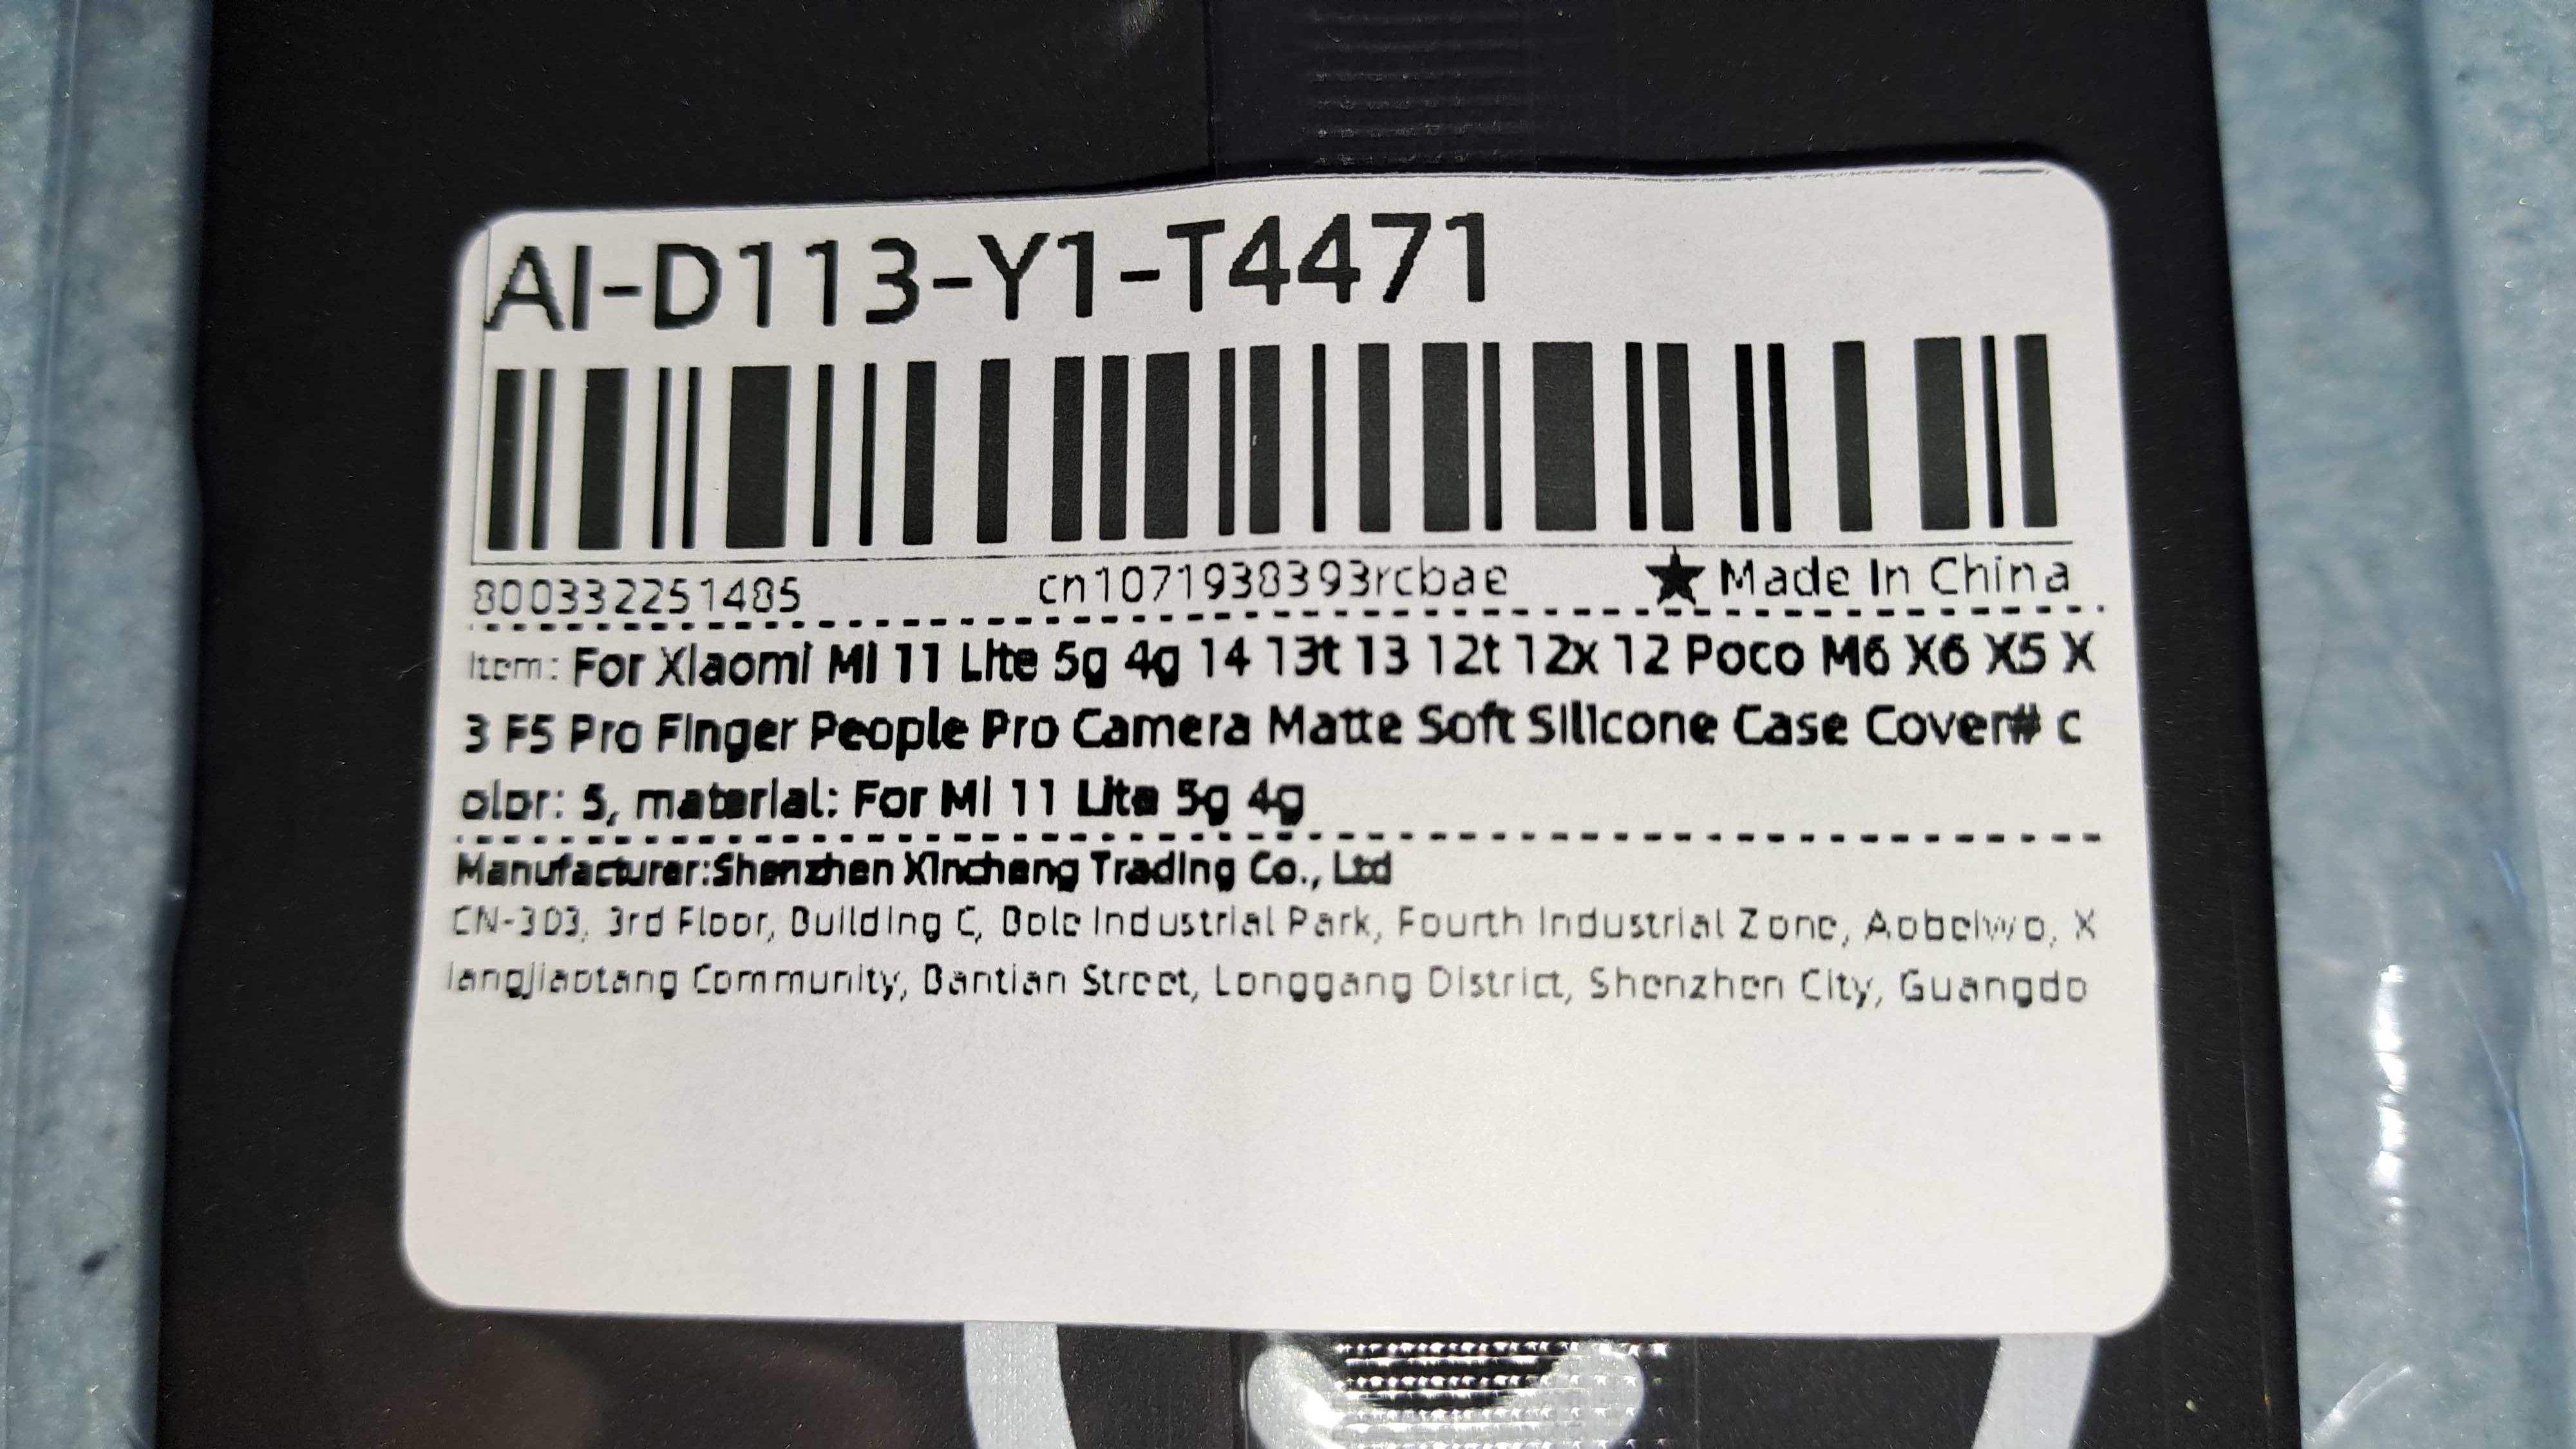 AI-D113-Y1-T4471
800332251485 cn1071938393rcbae ★ Made In China
Item: For Xiaomi Mi 11 Lite 5g 4g 14 13t 13 12t 12x 12 Poco M6 X6 X5 X
3 F5 Pro Finger People Pro Camera Matte Soft Silicone Case Cover# c
olor: 5, material: For Mi 11 Lite 5g 4g
Manufacturer:Shenzhen Xincheng Trading Co., Ltd
CN-303, 3rd Floor, Building C, Bole Industrial Park, Fourth Industrial Zone, Aobeiwo, X
iangjiaotang Community, Bantian Street, Longgang District, Shenzhen City, Guangdo